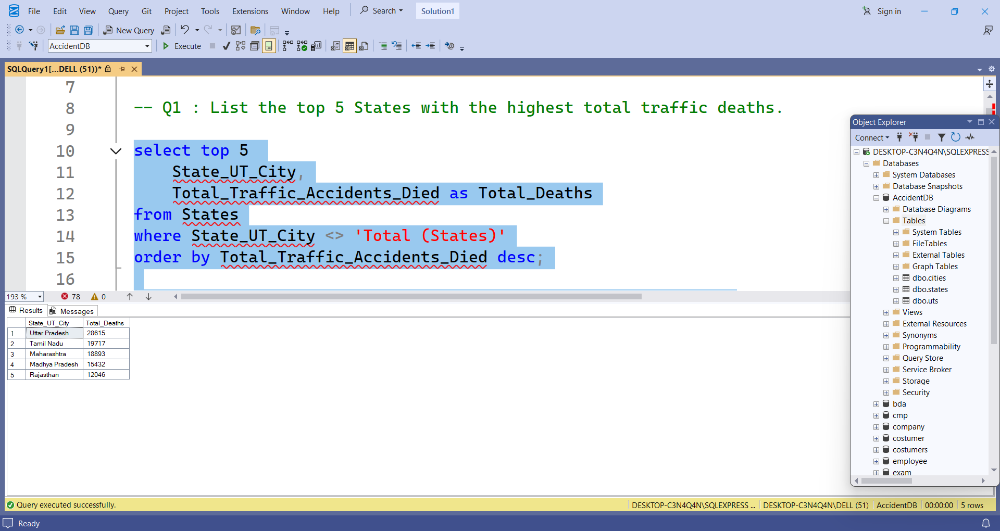 File Edit View Query Git Project Tools Extensions Window Help Search Solution1 Sign in
New Query
AccidentDB Execute
SQLQuery1[...DELL (51))*
7
8 -- Q1 : List the top 5 States with the highest total traffic deaths.
9
10 select top 5
11 State_UT_City,
12 Total_Traffic_Accidents_Died as Total_Deaths
13 from States
14 where State_UT_City <> 'Total (States)'
15 order by Total_Traffic_Accidents_Died desc;
16
193 % 78 0
Results Messages
State_UT_City Total_Deaths
1 Uttar Pradesh 28615
2 Tamil Nadu 19717
3 Maharashtra 18893
4 Madhya Pradesh 15432
5 Rajasthan 12046
Object Explorer
Connect
DESKTOP-C3N4Q4N\SQLEXPRESS
Databases
System Databases
Database Snapshots
AccidentDB
Database Diagrams
Tables
System Tables
FileTables
External Tables
Graph Tables
dbo.cities
dbo.states
dbo.uts
Views
External Resources
Synonyms
Programmability
Query Store
Service Broker
Storage
Security
bda
cmp
company
costumer
costumers
employee
exam
Query executed successfully. DESKTOP-C3N4Q4N\SQLEXPRESS ... DESKTOP-C3N4Q4N\DELL (51) AccidentDB 00:00:00 5 rows
Ready